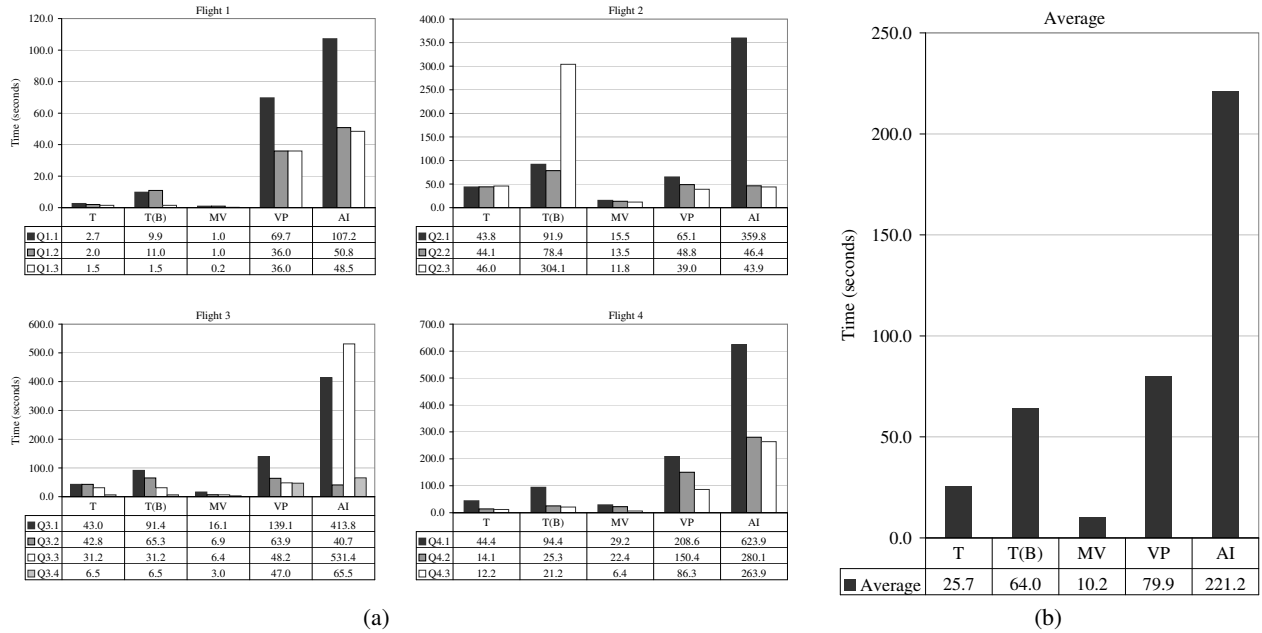 Flight 1
120.0
100.0
80.0
60.0
40.0
20.0
0.0
Time (seconds)
T T(B) MV VP AI
Q1.1 2.7 9.9 1.0 69.7 107.2
Q1.2 2.0 11.0 1.0 36.0 50.8
Q1.3 1.5 1.5 0.2 36.0 48.5
Flight 2
400.0
350.0
300.0
250.0
200.0
150.0
100.0
50.0
0.0
T T(B) MV VP AI
Q2.1 43.8 91.9 15.5 65.1 359.8
Q2.2 44.1 78.4 13.5 48.8 46.4
Q2.3 46.0 304.1 11.8 39.0 43.9
Flight 3
600.0
500.0
400.0
300.0
200.0
100.0
0.0
Time (seconds)
T T(B) MV VP AI
Q3.1 43.0 91.4 16.1 139.1 413.8
Q3.2 42.8 65.3 6.9 63.9 40.7
Q3.3 31.2 31.2 6.4 48.2 531.4
Q3.4 6.5 6.5 3.0 47.0 65.5
Flight 4
700.0
600.0
500.0
400.0
300.0
200.0
100.0
0.0
T T(B) MV VP AI
Q4.1 44.4 94.4 29.2 208.6 623.9
Q4.2 14.1 25.3 22.4 150.4 280.1
Q4.3 12.2 21.2 6.4 86.3 263.9
(a)
Average
250.0
200.0
150.0
100.0
50.0
0.0
Time (seconds)
T T(B) MV VP AI
Average 25.7 64.0 10.2 79.9 221.2
(b)